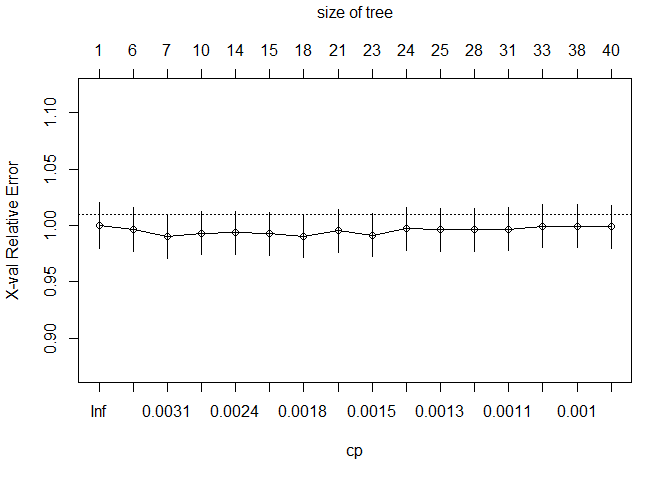 size of tree
1 6 7 10 14 15 18 21 23 24 25 28 31 33 38 40
X-val Relative Error
1.10
1.05
1.00
0.95
0.90
Inf 0.0031 0.0024 0.0018 0.0015 0.0013 0.0011 0.001
cp